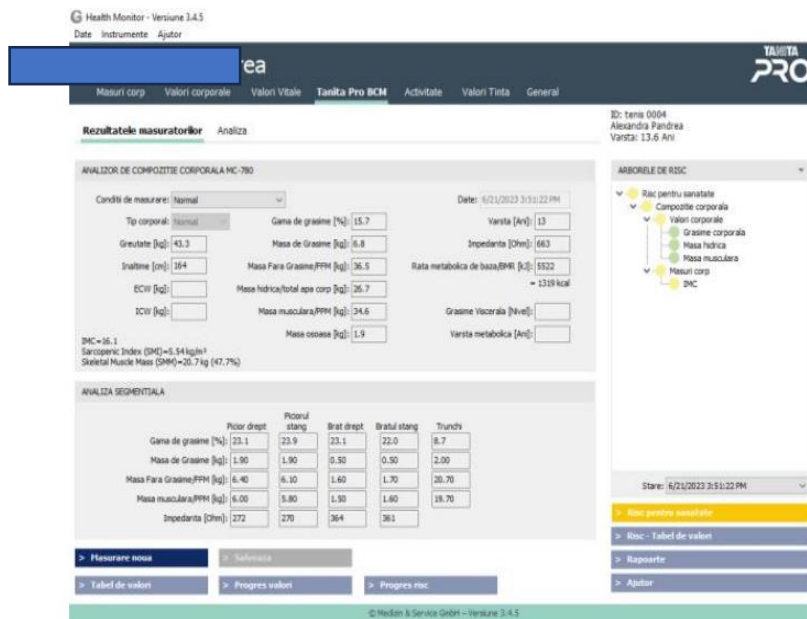 Health Monitor - Versiune 3.4.5
Date Instrumente Ajutor
rea
TANITA
PRO
Masuri corp Valori corporale Valori Vitale Tanita Pro BCM Activitate Valori Tinta General
ID: tenis 0004
Alexandra Pandrea
Varsta: 13.6 Ani
Rezultatele masuratorilor Analiza
ANALIZOR DE COMPOZITIE CORPORALA MC-780
Conditii de masurare: Normal
Date: 6/21/2023 3:51:22 PM
Tip corporal: Normal
Gama de grasime [%]: 15.7
Varsta [Ani]: 13
Greutate [kg]: 43.3
Masa de Grasime [kg]: 6.8
Impedanta [Ohm]: 663
Inaltime [cm]: 164
Masa Fara Grasime/FFM [kg]: 36.5
Rata metabolica de baza/BMR [kJ]: 5522
= 1319 kcal
ECW [kg]:
Masa hidrica/total apa corp [kg]: 26.7
ICW [kg]:
Masa musculara/PPM [kg]: 34.6
Grasime Viscerala [Nivel]:
Masa osoasa [kg]: 1.9
Varsta metabolica [Ani]:
IMC=16.1
Sarcopenic Index (SMI)=5.54 kg/m²
Skeletal Muscle Mass (SMM)=20.7 kg (47.7%)
ANALIZA SEGMENTIALA
Picior drept Piciorul stang Brat drept Bratul stang Trunchi
Gama de grasime [%]: 23.1 23.9 23.1 22.0 8.7
Masa de Grasime [kg]: 1.90 1.90 0.50 0.50 2.00
Masa Fara Grasime/FFM [kg]: 6.40 6.10 1.60 1.70 20.70
Masa musculara/PPM [kg]: 6.00 5.80 1.50 1.60 19.70
Impedanta [Ohm]: 272 270 364 361
ARBORELE DE RISC
Risc pentru sanatate
Compozitie corporala
Valori corporale
Grasime corporala
Masa hidrica
Masa musculara
Masuri corp
IMC
Stare: 6/21/2023 3:51:22 PM
> Risc pentru sanatate
> Risc - Tabel de valori
> Rapoarte
> Ajutor
> Masurare noua
> Salveaza
> Tabel de valori
> Progres valori
> Progres risc
© Medizin & Service GmbH – Versiune 3.4.5